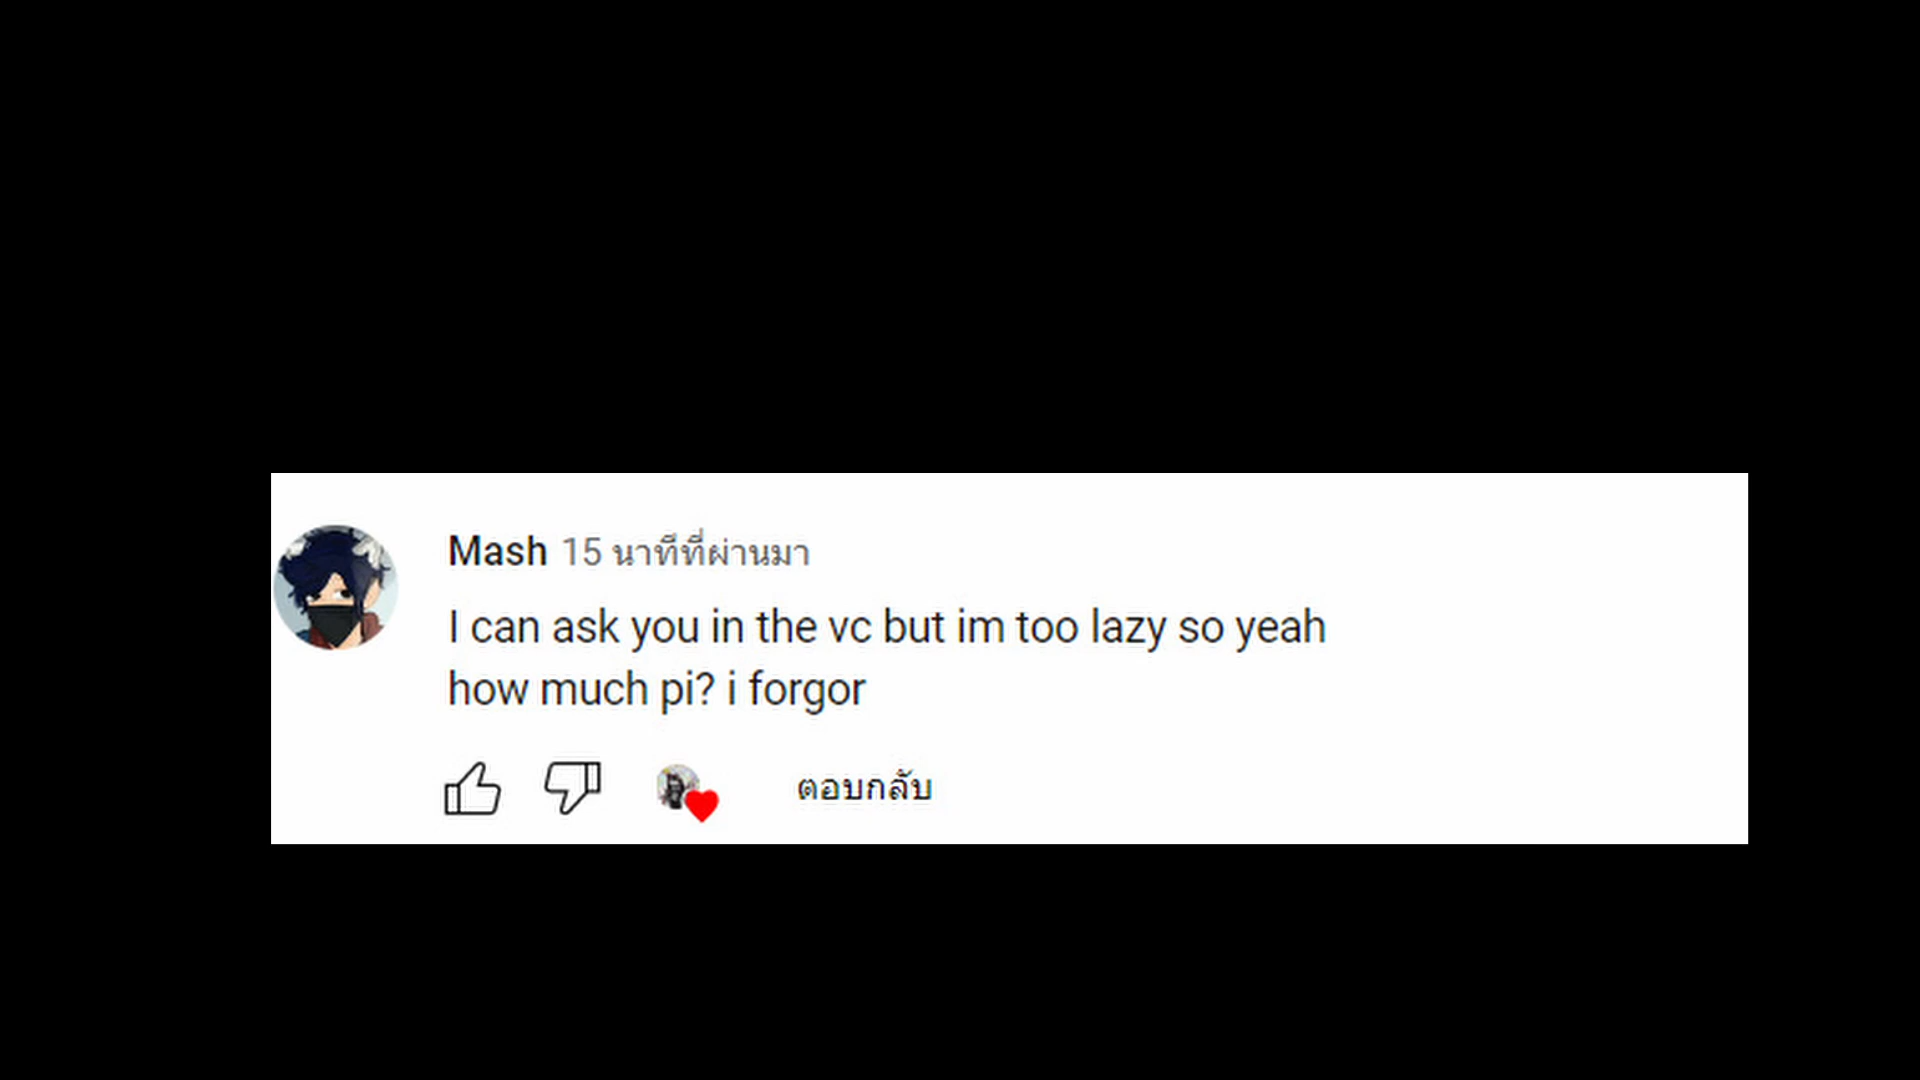 Mash 15 นาทีที่ผ่านมา
I can ask you in the vc but im too lazy so yeah
how much pi? i forgor
ตอบกลับ